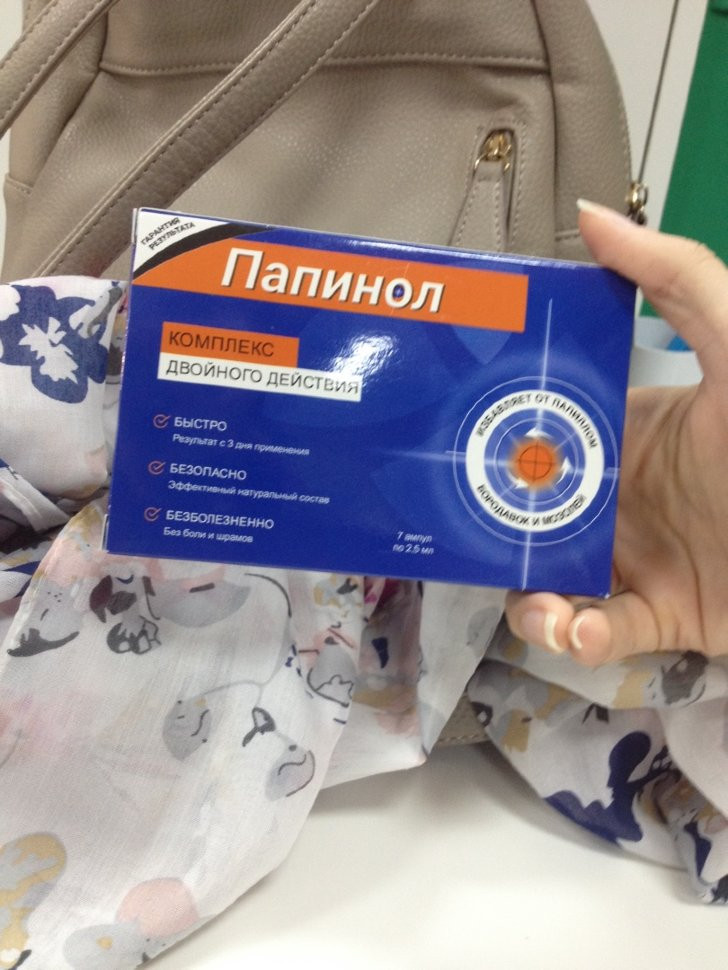 ГАРАНТИЯ
РЕЗУЛЬТАТА
Папинол
КОМПЛЕКС
ДВОЙНОГО ДЕЙСТВИЯ
БЫСТРО
Результат с 3 дня применения
БЕЗОПАСНО
Эффективный натуральный состав
БЕЗБОЛЕЗНЕННО
Без боли и шрамов
7 ампул
по 2,5 мл
ИЗБАВЛЯЕТ ОТ ПАПИЛЛОМ
БОРОДАВОК И МОЗОЛЕЙ